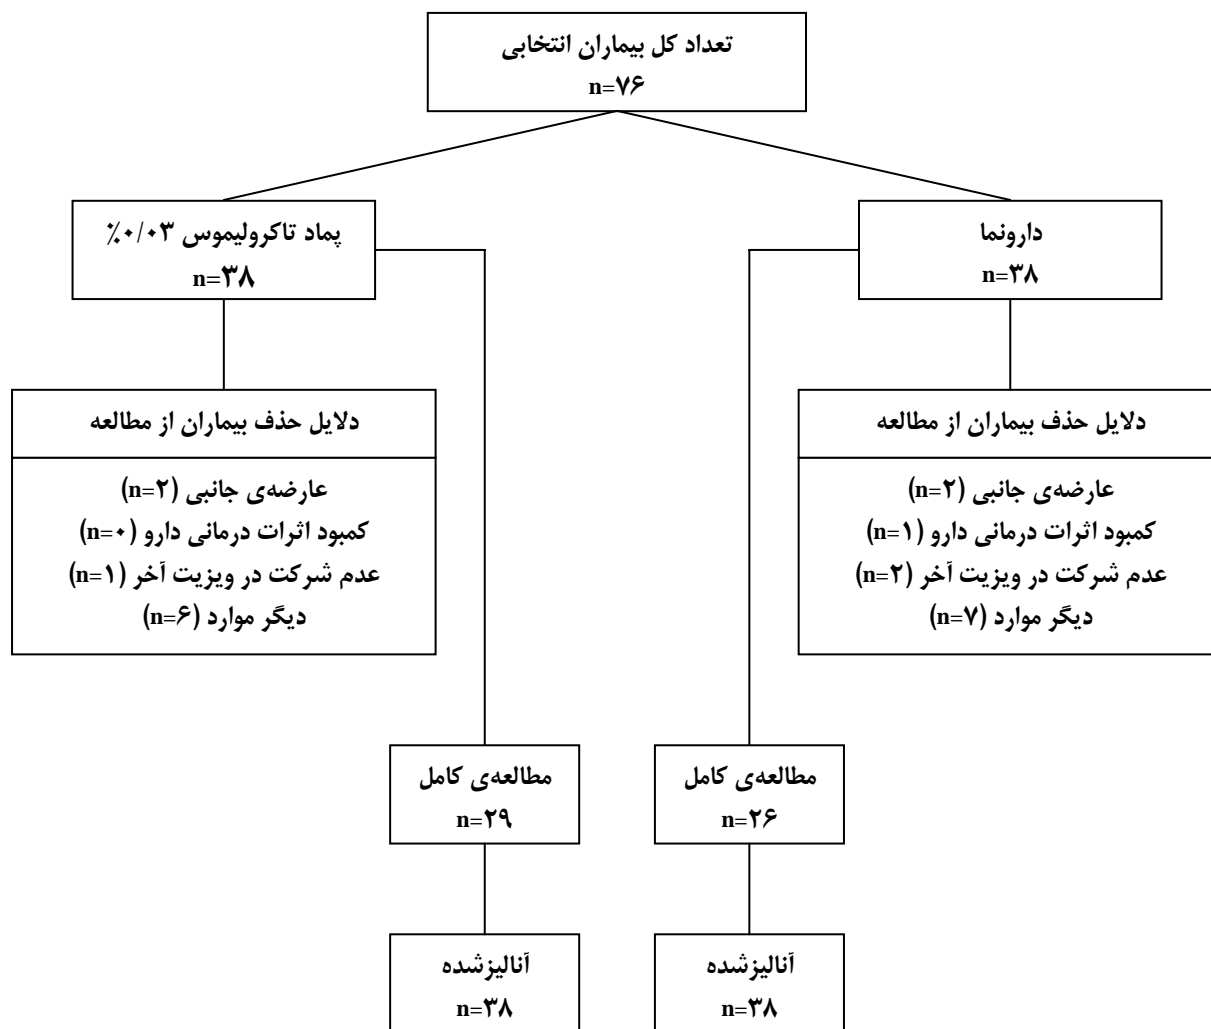 تعداد کل بیماران انتخابی
n=۷۶
دارونما
n=۳۸
پماد تاکرولیموس ۰/۰۳٪
n=۳۸
دلایل حذف بیماران از مطالعه
عارضه‌ی جانبی (n=۲)
کمبود اثرات درمانی دارو (n=۱)
عدم شرکت در ویزیت آخر (n=۲)
دیگر موارد (n=۷)
دلایل حذف بیماران از مطالعه
عارضه‌ی جانبی (n=۲)
کمبود اثرات درمانی دارو (n=۰)
عدم شرکت در ویزیت آخر (n=۱)
دیگر موارد (n=۶)
مطالعه‌ی کامل
n=۲۶
مطالعه‌ی کامل
n=۲۹
آنالیزشده
n=۳۸
آنالیزشده
n=۳۸